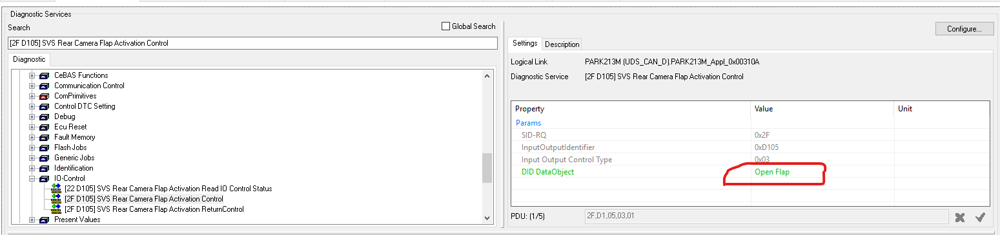 Diagnostic Services
Search
Global Search
[2F D105] SVS Rear Camera Flap Activation Control
Diagnostic
CeBAS Functions
Communication Control
ComPrimitives
Control DTC Setting
Debug
Ecu Reset
Fault Memory
Flash Jobs
Generic Jobs
Identification
IO-Control
[22 D105] SVS Rear Camera Flap Activation Read IO Control Status
[2F D105] SVS Rear Camera Flap Activation Control
[2F D105] SVS Rear Camera Flap Activation ReturnControl
Present Values
Configure...
Settings Description
Logical Link PARK213M (UDS_CAN_D).PARK213M_Appl_0x00310A
Diagnostic Service [2F D105] SVS Rear Camera Flap Activation Control
Property Value Unit
Params
SID-RQ 0x2F
InputOutputIdentifier 0xD105
Input Output Control Type 0x03
DID DataObject Open Flap
PDU: (1/5) 2F,D1,05,03,01